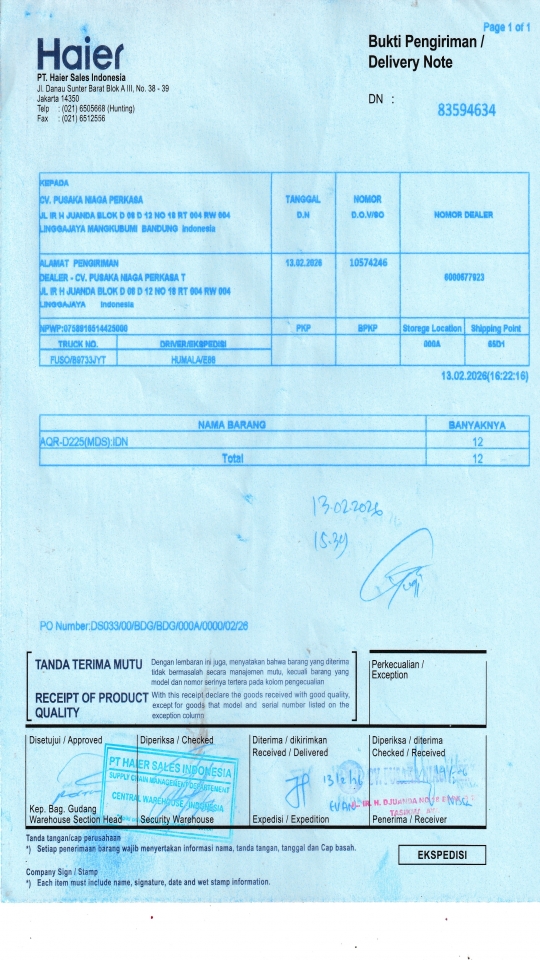 Page 1 of 1
Haier
PT. Haier Sales Indonesia
Jl. Danau Sunter Barat Blok A III, No. 38 - 39
Jakarta 14350
Telp : (021) 6505668 (Hunting)
Fax : (021) 6512556
Bukti Pengiriman /
Delivery Note
DN : 83594634
KEPADA
CV. PUSAKA NIAGA PERKASA
JL IR H JUANDA BLOK D 08 D 12 NO 18 RT 004 RW 004
LINGGAJAYA MANGKUBUMI BANDUNG Indonesia
TANGGAL
D.N
NOMOR
D.O./SO
NOMOR DEALER
ALAMAT PENGIRIMAN
DEALER - CV. PUSAKA NIAGA PERKASA T
JL IR H JUANDA BLOK D 08 D 12 NO 18 RT 004 RW 004
LINGGAJAYA Indonesia
13.02.2026
10574246
PKP
BPKP
Storage Location
Shipping Point
TRUCK NO.
DRIVER/EKSPEDISI
000A
65D1
FUSO/B9733JYT
HUMALA/E88
13.02.2026(16:22:16)
NAMA BARANG
BANYAKNYA
AQR-D225(MDS):IDN
12
Total
12
13.02.2026
15.39
PO Number:DS033/00/BDG/BDG/000A/0000/02/26
TANDA TERIMA MUTU
Dengan lembaran ini juga, menyatakan bahwa barang yang diterima
tidak bermasalah secara manajemen mutu, kecuali barang yang
model dan nomor serinya tertera pada kolom pengecualian
RECEIPT OF PRODUCT
QUALITY
With this receipt declare the goods received with good quality,
except for goods that model and serial number listed on the
exception column
Perkecualian /
Exception
Disetujui / Approved
Diperiksa / Checked
Diterima / dikirimkan
Received / Delivered
Diperiksa / diterima
Checked / Received
PT HAIER SALES INDONESIA
SUPPLY CHAIN MANAGEMENT DEPARTEMENT
CENTRAL WAREHOUSE INDONESIA
Kep. Bag. Gudang
Warehouse Section Head
Security Warehouse
Expedisi / Expedition
Penerima / Receiver
Tanda tangan/cap perusahaan
*) Setiap penerimaan barang wajib menyertakan informasi nama, tanda tangan, tanggal dan Cap basah.
EKSPEDISI
Company Sign / Stamp
*) Each item must include name, signature, date and wet stamp information.